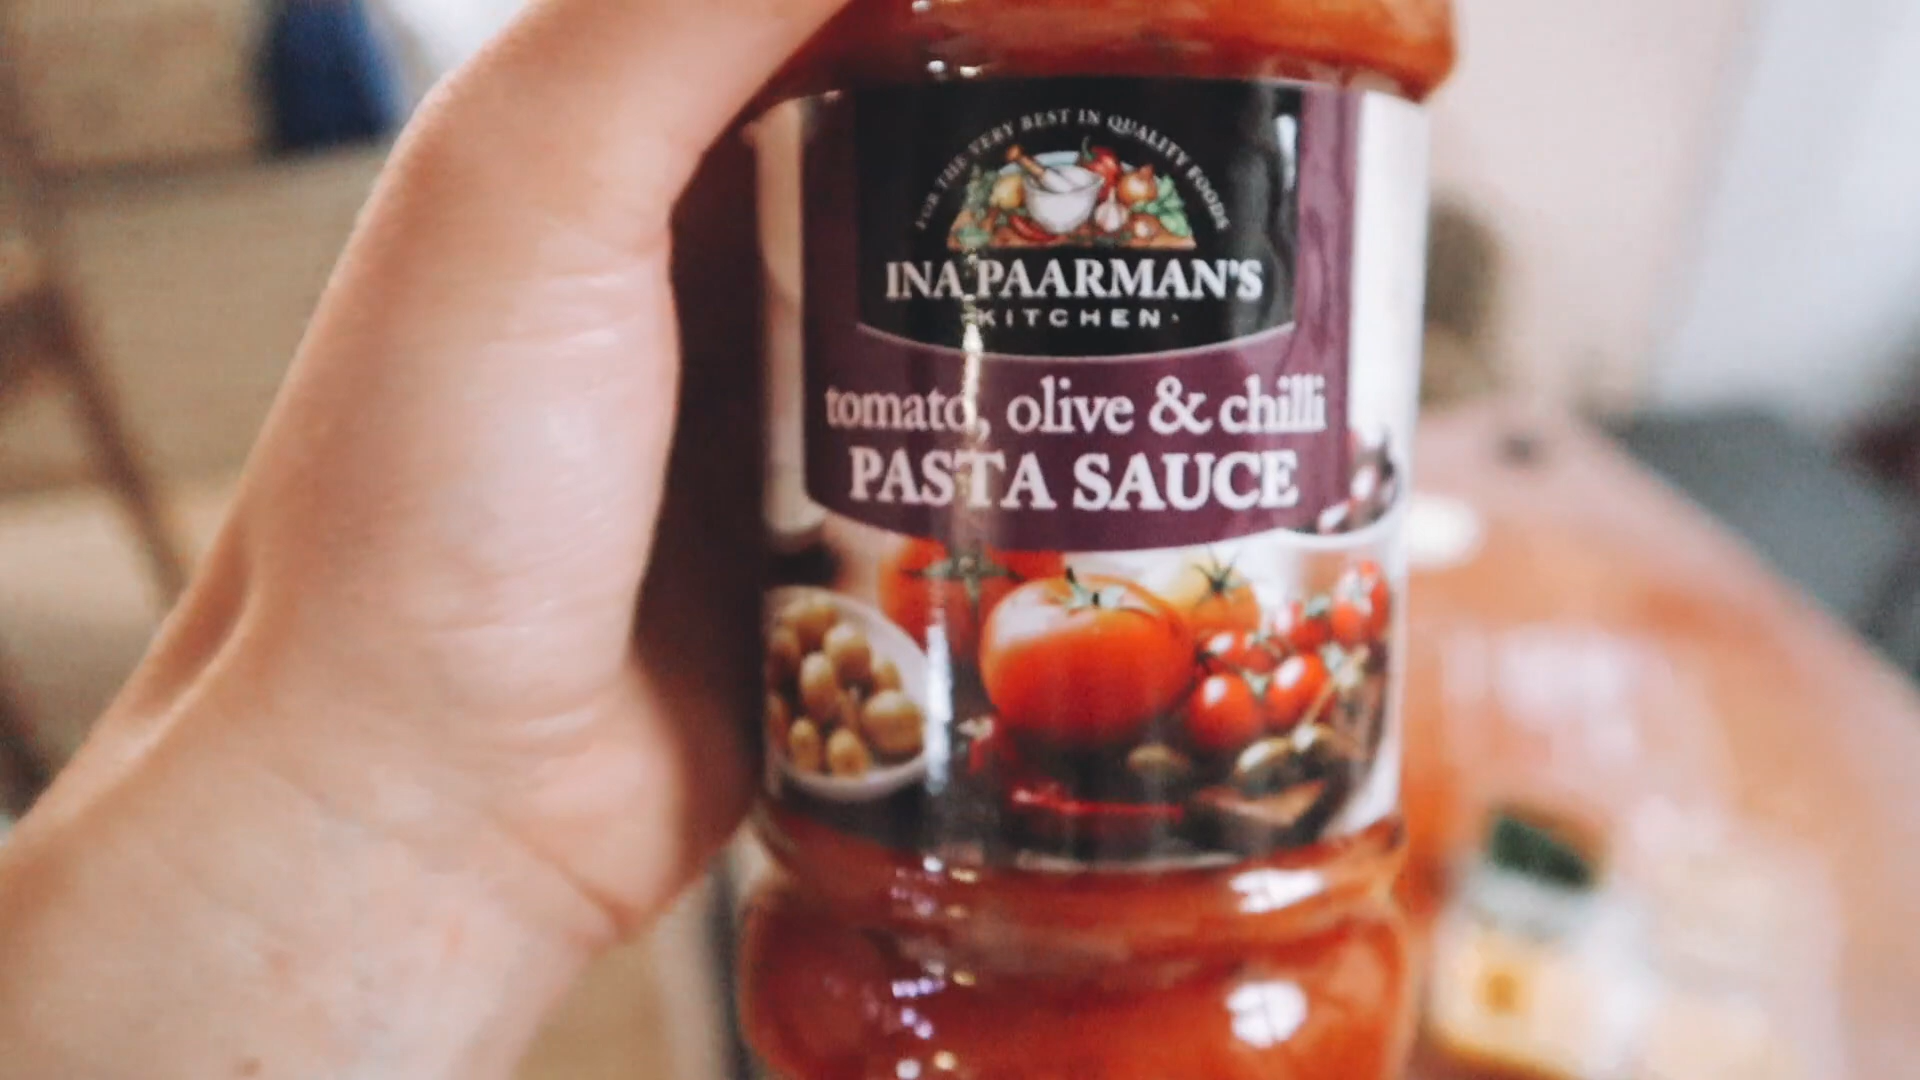 FOR THE VERY BEST IN QUALITY FOODS
INA PAARMAN'S
KITCHEN
tomato, olive & chilli
PASTA SAUCE